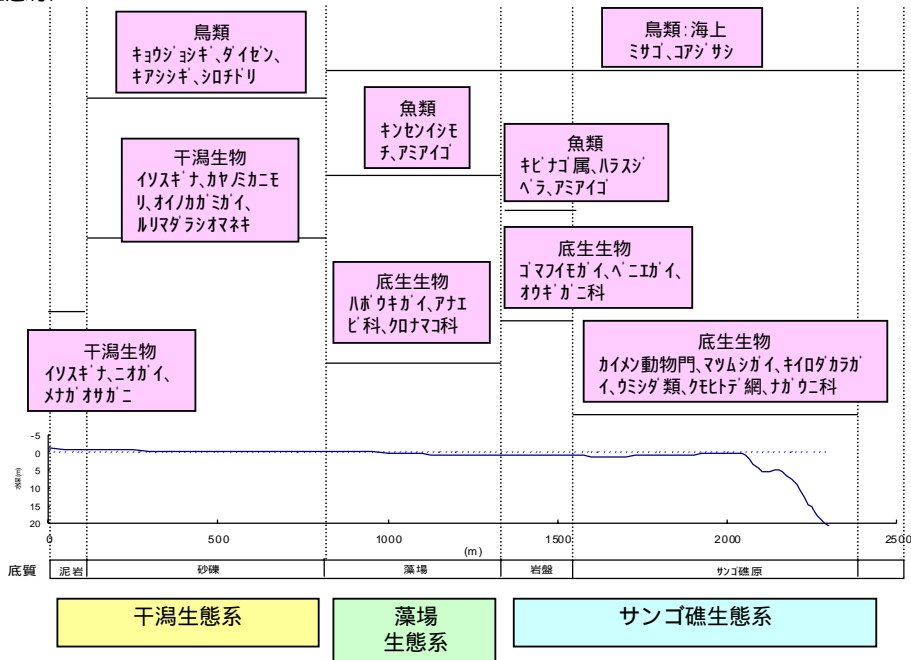 鳥類
キョウジョシギ、ダイゼン、
キアシシギ、シロチドリ
鳥類:海上
ミサゴ、コアジサシ
魚類
キンセンイシモ
チ、アミアイゴ
魚類
キビナゴ属、ハラスジ
ベラ、アミアイゴ
干潟生物
イソスギナ、カヤノミカニモ
リ、オイノカガミガイ、
ルリマダラシオマネキ
底生生物
ゴマフイモガイ、ベニエガイ、
オウギガニ科
底生生物
ハボウキガイ、アナエ
ビ科、クロナマコ科
干潟生物
イソスギナ、ニオガイ、
メナガオサガニ
底生生物
カイメン動物門、マツムシガイ、キイロダカラガ
イ、ウミシダ類、クモヒトデ網、ナガウニ科
-5
0
5
10
15
20
水深(m)
0
500
1000
1500
2000
2500
(m)
底質
泥岩
砂礫
藻場
岩盤
サンゴ礁原
干潟生態系
藻場
生態系
サンゴ礁生態系